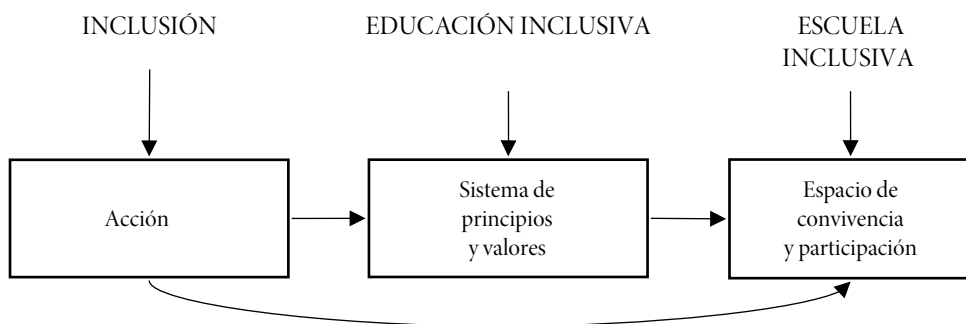 INCLUSIÓN
EDUCACIÓN INCLUSIVA
ESCUELA
INCLUSIVA
Acción
Sistema de
principios
y valores
Espacio de
convivencia
y participación